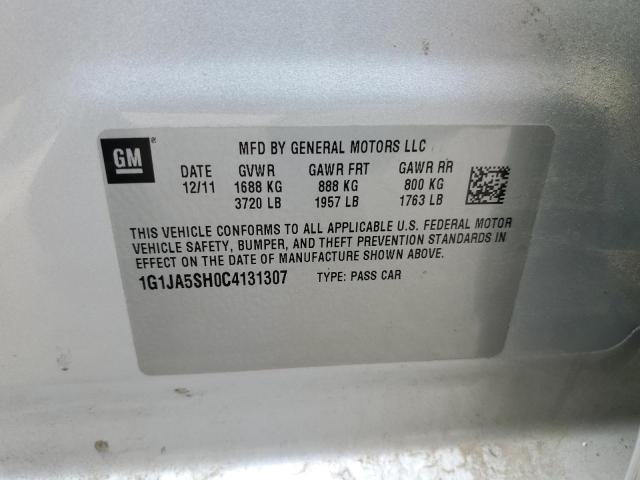 GM ®
MFD BY GENERAL MOTORS LLC
DATE GVWR GAWR FRT GAWR RR
12/11 1688 KG 888 KG 800 KG
3720 LB 1957 LB 1763 LB
THIS VEHICLE CONFORMS TO ALL APPLICABLE U.S. FEDERAL MOTOR
VEHICLE SAFETY, BUMPER, AND THEFT PREVENTION STANDARDS IN
EFFECT ON THE DATE OF MANUFACTURE SHOWN ABOVE.
1G1JA5SH0C4131307 TYPE: PASS CAR